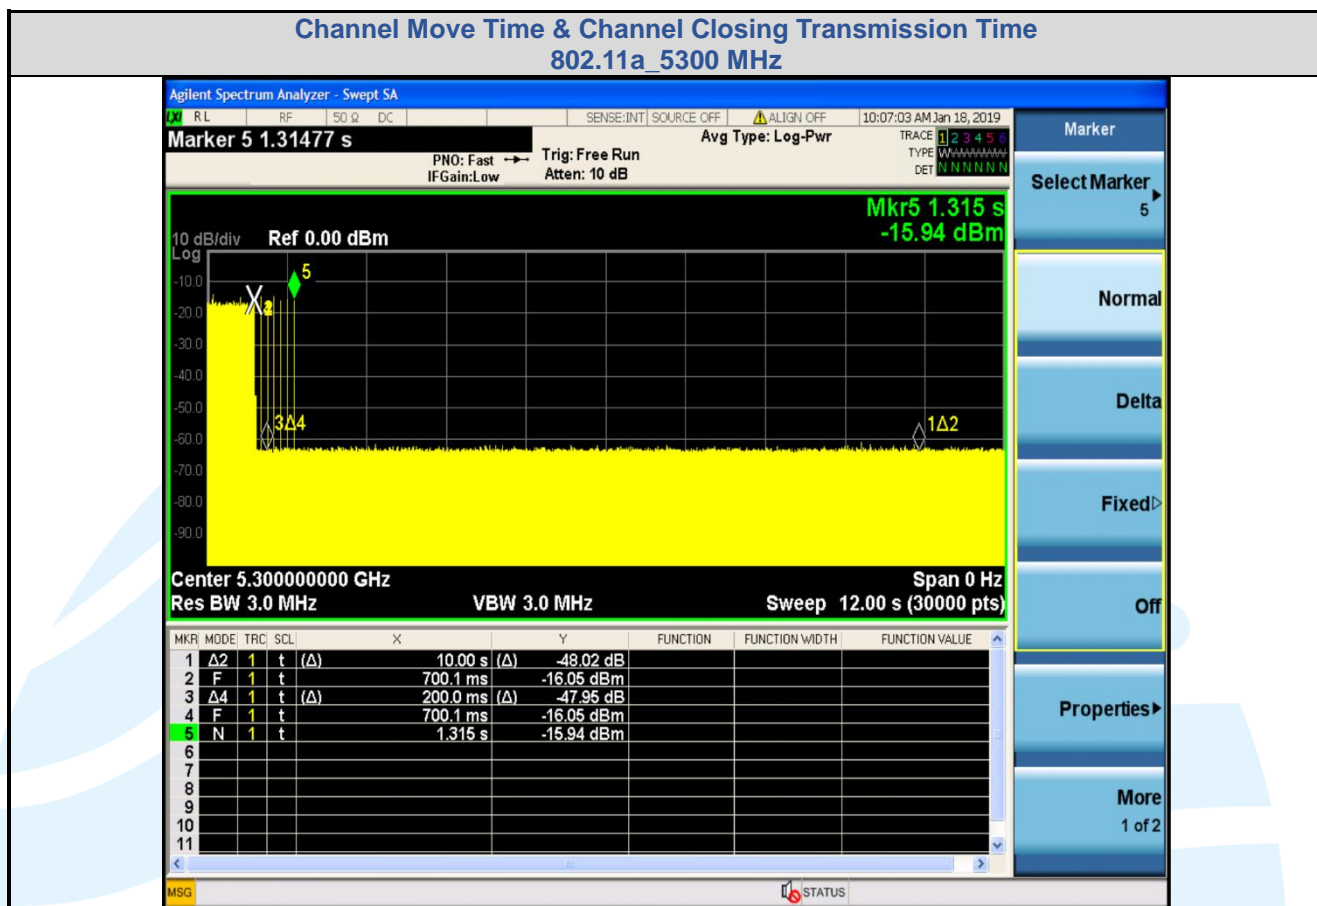 Channel Move Time & Channel Closing Transmission Time
802.11a_5300 MHz
Agilent Spectrum Analyzer - Swept SA
LXI RL RF 50 Ω DC SENSE:INT SOURCE OFF ALIGN OFF 10:07:03 AM Jan 18, 2019
Marker 5 1.31477 s
PNO: Fast
IFGain:Low
Trig: Free Run
Atten: 10 dB
Avg Type: Log-Pwr
TRACE 1 2 3 4 5 6
TYPE WWWWWW
DET N N N N N N
Mkr5 1.315 s
-15.94 dBm
10 dB/div Ref 0.00 dBm
Log
-10.0
-20.0
-30.0
-40.0
-50.0
-60.0
-70.0
-80.0
-90.0
5
3Δ4
1Δ2
Center 5.300000000 GHz Span 0 Hz
Res BW 3.0 MHz VBW 3.0 MHz Sweep 12.00 s (30000 pts)
MKR MODE TRC SCL X Y FUNCTION FUNCTION WIDTH FUNCTION VALUE
1 Δ2 1 t (Δ) 10.00 s (Δ) -48.02 dB
2 F 1 t 700.1 ms -16.05 dBm
3 Δ4 1 t (Δ) 200.0 ms (Δ) -47.95 dB
4 F 1 t 700.1 ms -16.05 dBm
5 N 1 t 1.315 s -15.94 dBm
6
7
8
9
10
11
MSG STATUS
Marker
Select Marker
5
Normal
Delta
Fixed
Off
Properties
More
1 of 2